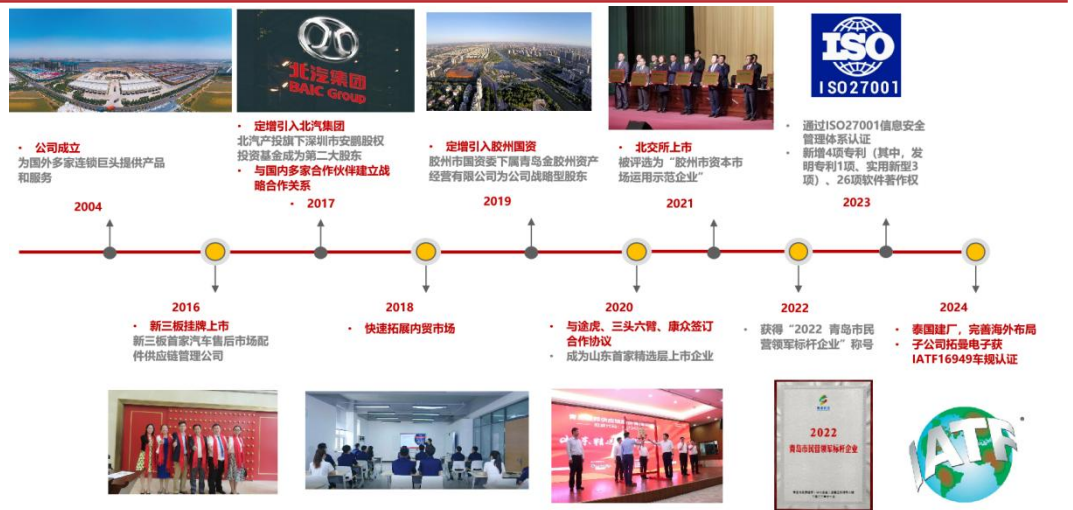 北汽集团
BAIC Group
ISO
ISO27001
• 公司成立
为国外多家连锁巨头提供产品
和服务
2004
• 定增引入北汽集团
北汽产投旗下深圳市安鹏股权
投资基金成为第二大股东
• 与国内多家合作伙伴建立战
略合作关系
• 2017
• 定增引入胶州国资
胶州市国资委下属青岛金胶州资产
经营有限公司为公司战略型股东
2019
• 北交所上市
被评选为“胶州市资本市
场运用示范企业”
2021
• 通过ISO27001信息安全
管理体系认证
• 新增4项专利（其中，发
明专利1项、实用新型3
项）、26项软件著作权
2023
2016
• 新三板挂牌上市
新三板首家汽车售后市场配
件供应链管理公司
2018
• 快速拓展内贸市场
2020
• 与途虎、三头六臂、康众签订
合作协议
• 成为山东首家精选层上市企业
2022
• 获得“2022 青岛市民
营领军标杆企业”称号
2024
• 泰国建厂，完善海外布局
• 子公司拓曼电子获
IATF16949车规认证
2022
青岛市民营领军标杆企业
IATF